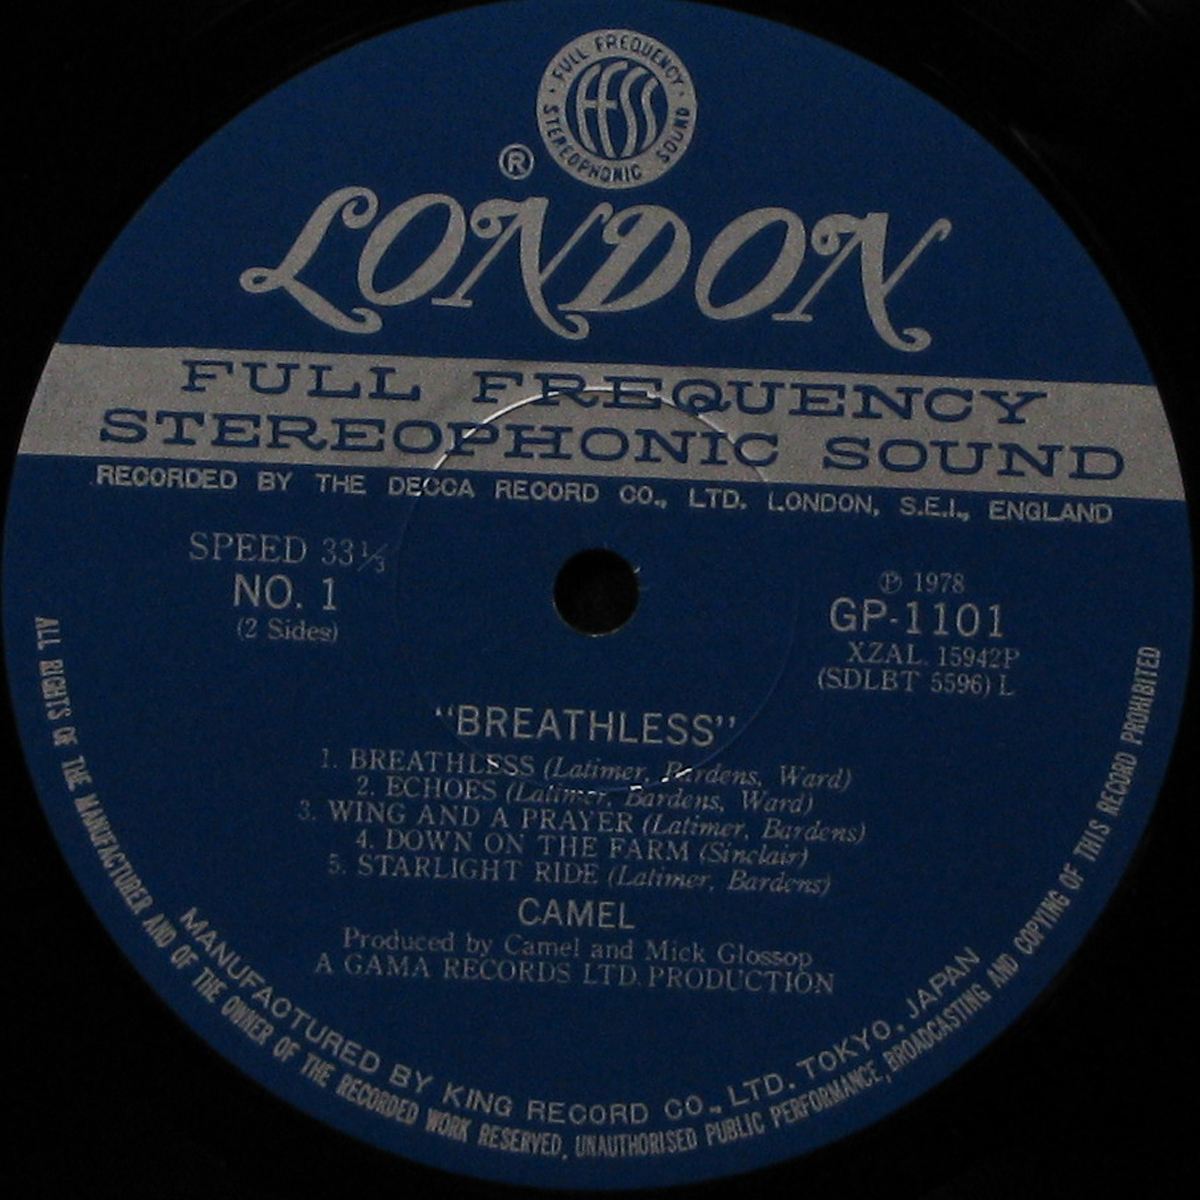 FULL FREQUENCY
ffss
STEREOPHONIC SOUND
®
LONDON
FULL FREQUENCY
STEREOPHONIC SOUND
RECORDED BY THE DECCA RECORD CO., LTD. LONDON, S.E.I., ENGLAND
SPEED 33⅓
NO. 1
(2 Sides)
℗ 1978
GP-1101
XZAL. 15942P
(SDLBT 5596) L
"BREATHLESS"
1. BREATHLESS (Latimer, Bardens, Ward)
2. ECHOES (Latimer, Bardens, Ward)
3. WING AND A PRAYER (Latimer, Bardens)
4. DOWN ON THE FARM (Sinclair)
5. STARLIGHT RIDE (Latimer, Bardens)
CAMEL
Produced by Camel and Mick Glossop
A GAMA RECORDS LTD. PRODUCTION
MANUFACTURED BY KING RECORD CO., LTD. TOKYO. JAPAN
ALL RIGHTS OF THE MANUFACTURER AND OF THE OWNER OF THE RECORDED WORK RESERVED, UNAUTHORISED PUBLIC PERFORMANCE, BROADCASTING AND COPYING OF THIS RECORD PROHIBITED